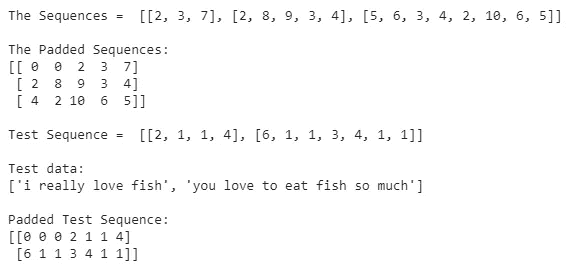 The Sequences =  [[2, 3, 7], [2, 8, 9, 3, 4], [5, 6, 3, 4, 2, 10, 6, 5]]
The Padded Sequences:
[[ 0  0  2  3  7]
 [ 2  8  9  3  4]
 [ 4  2 10  6  5]]
Test Sequence =  [[2, 1, 1, 4], [6, 1, 1, 3, 4, 1, 1]]
Test data:
['i really love fish', 'you love to eat fish so much']
Padded Test Sequence:
[[0 0 0 2 1 1 4]
 [6 1 1 3 4 1 1]]